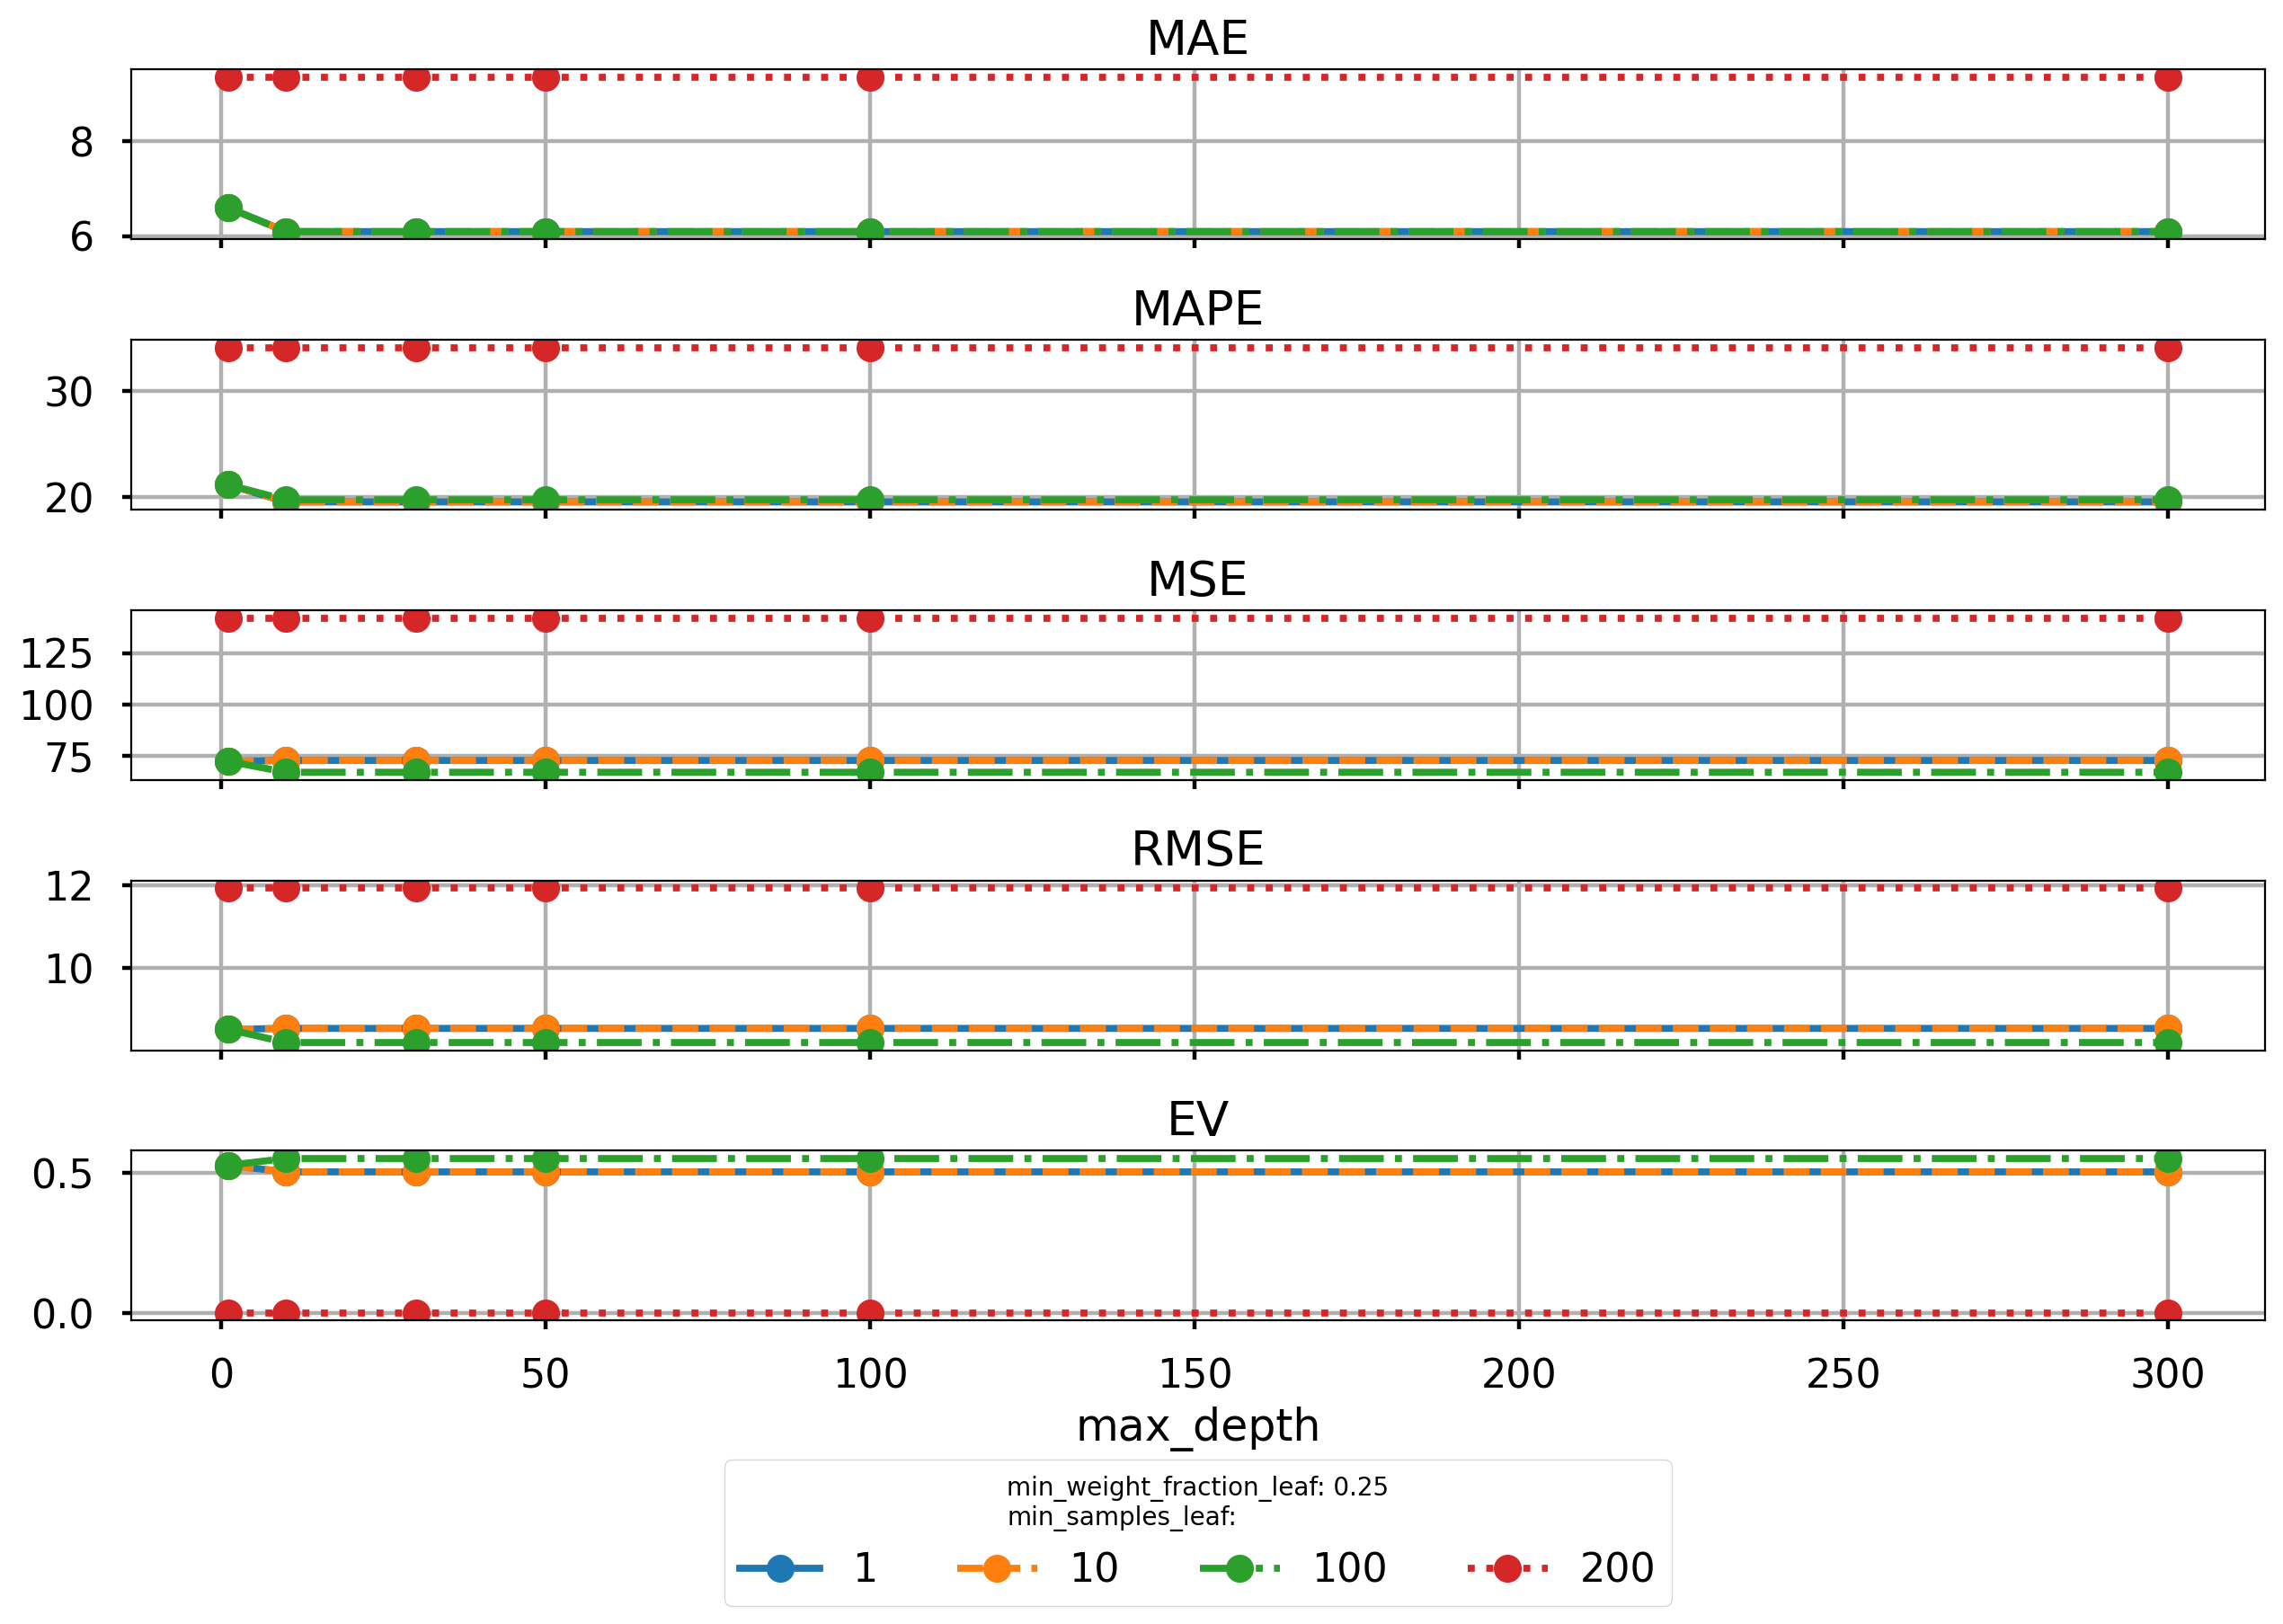 MAE
8
6
MAPE
30
20
MSE
125
100
75
RMSE
12
10
EV
0.5
0.0
0 50 100 150 200 250 300
max_depth
min_weight_fraction_leaf: 0.25
min_samples_leaf:
1 10 100 200